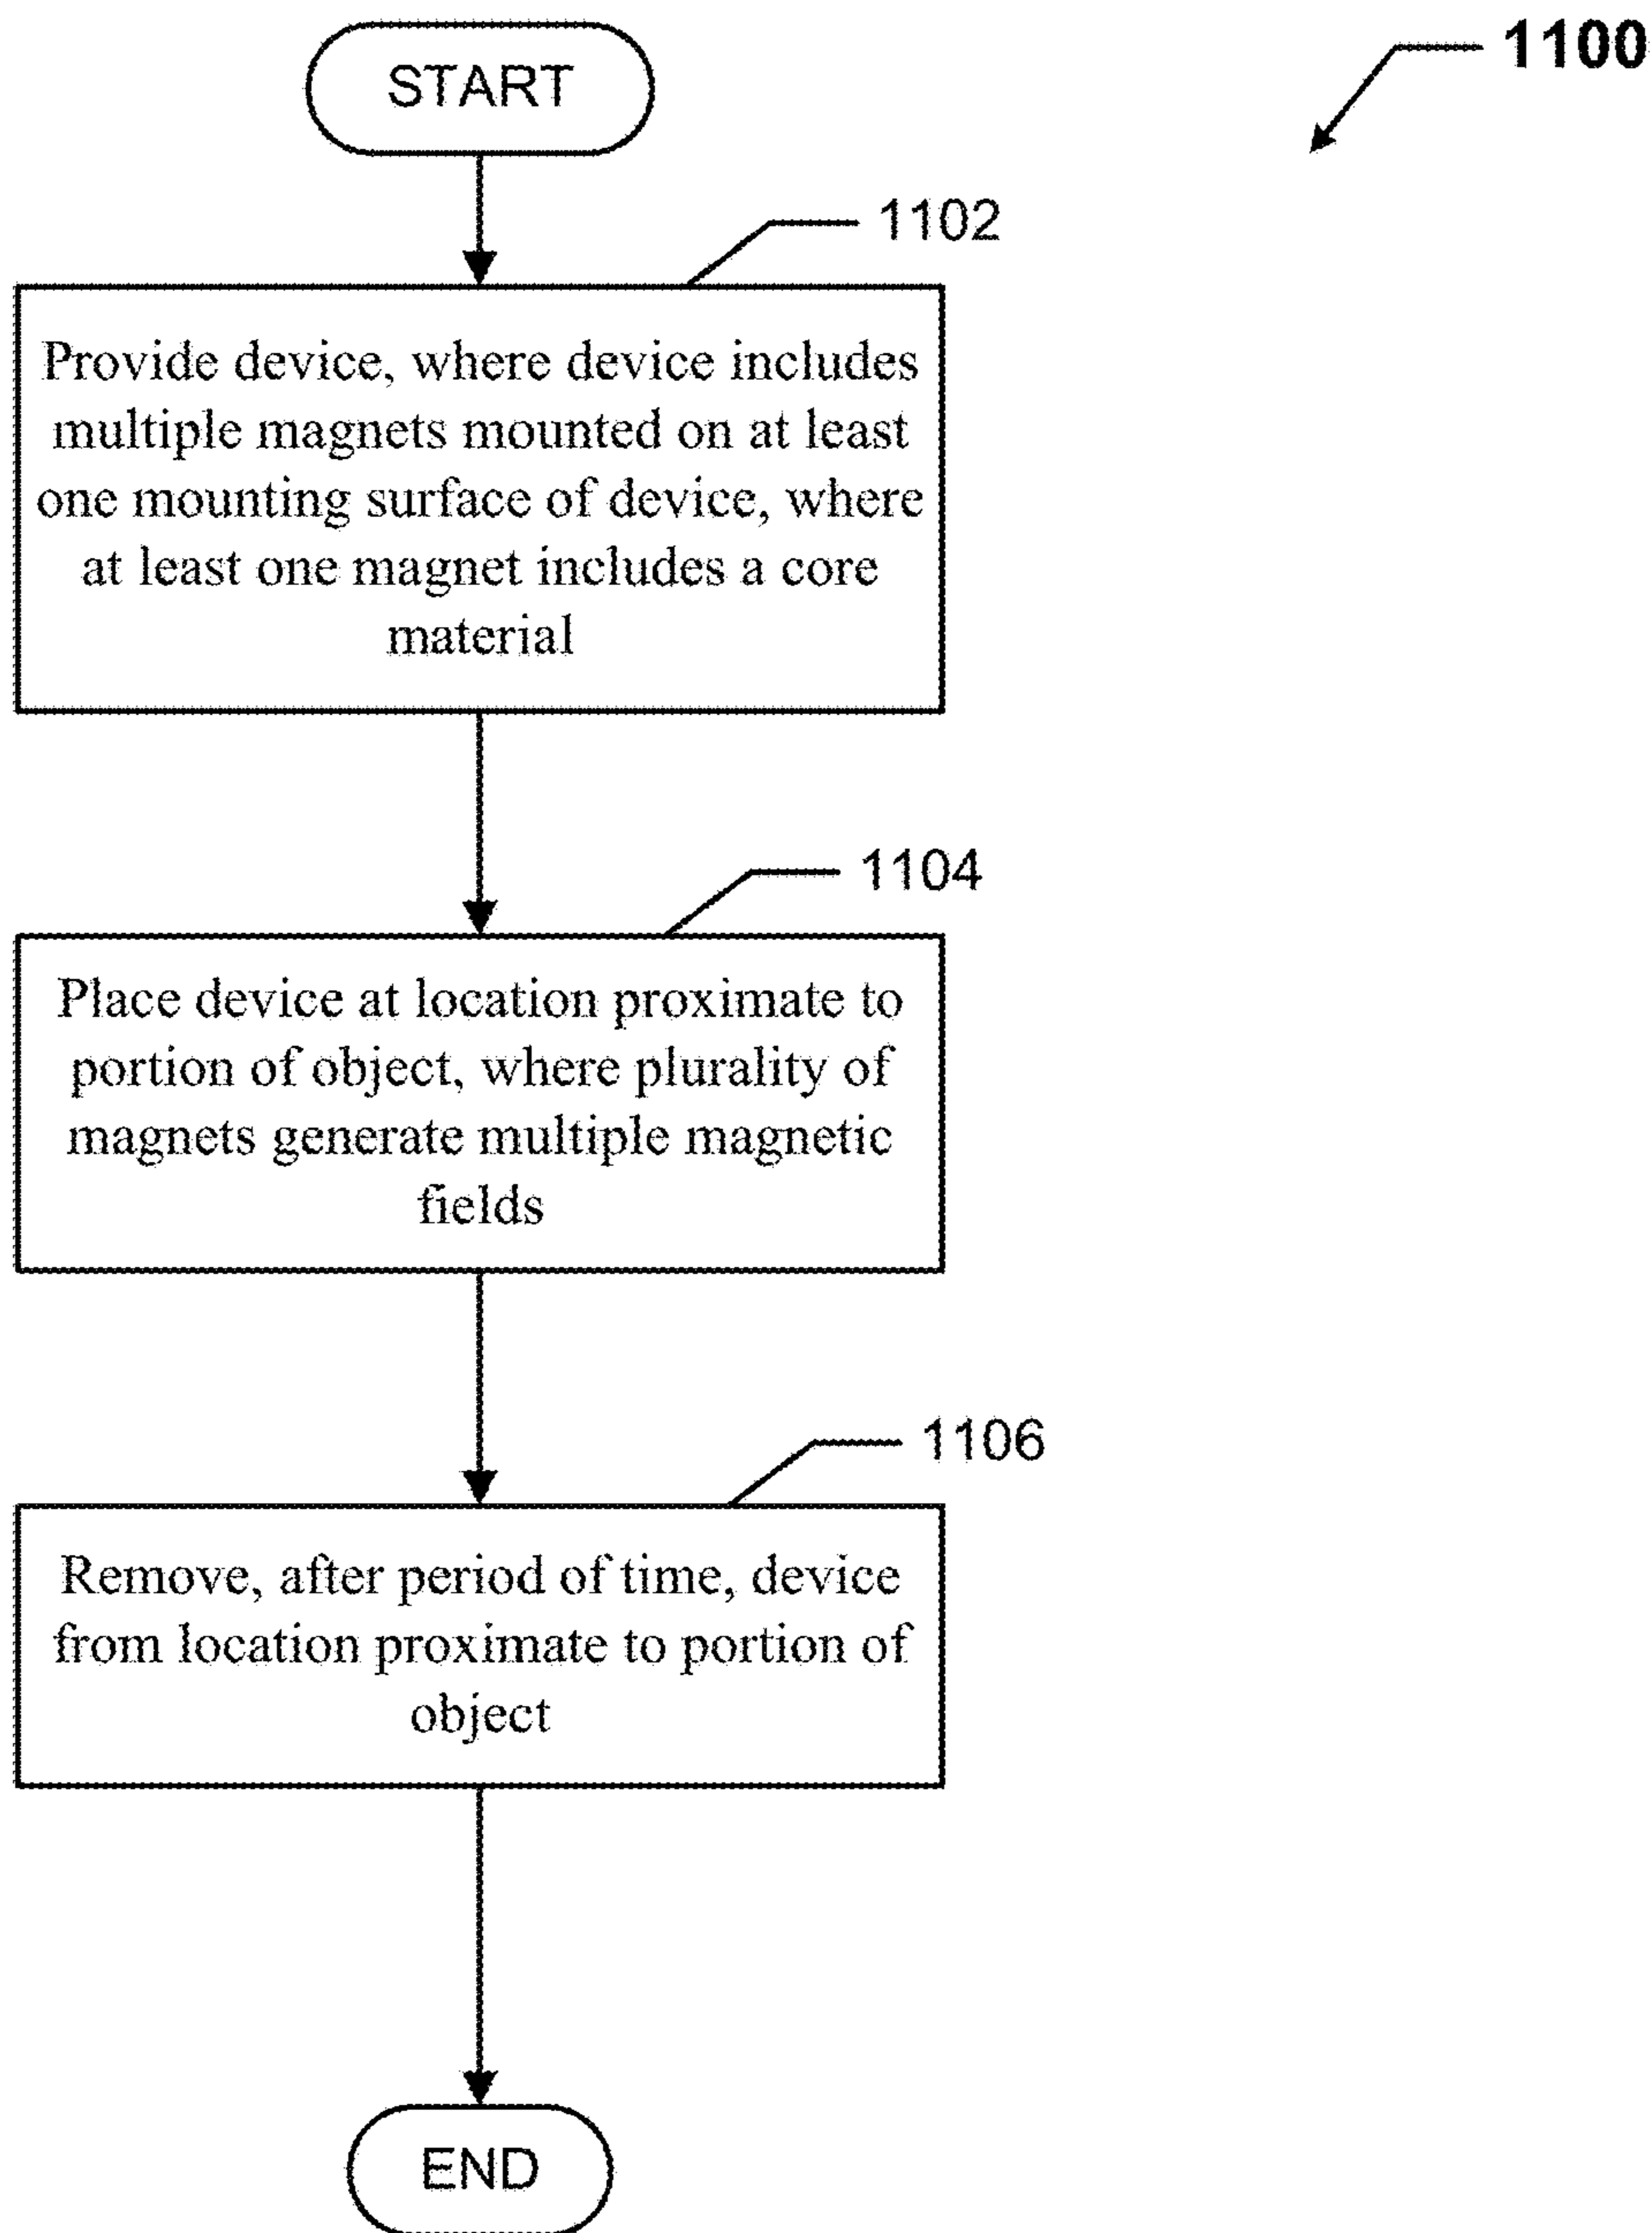 START
1100
1102
Provide device, where device includes
multiple magnets mounted on at least
one mounting surface of device, where
at least one magnet includes a core
material
1104
Place device at location proximate to
portion of object, where plurality of
magnets generate multiple magnetic
fields
1106
Remove, after period of time, device
from location proximate to portion of
object
END